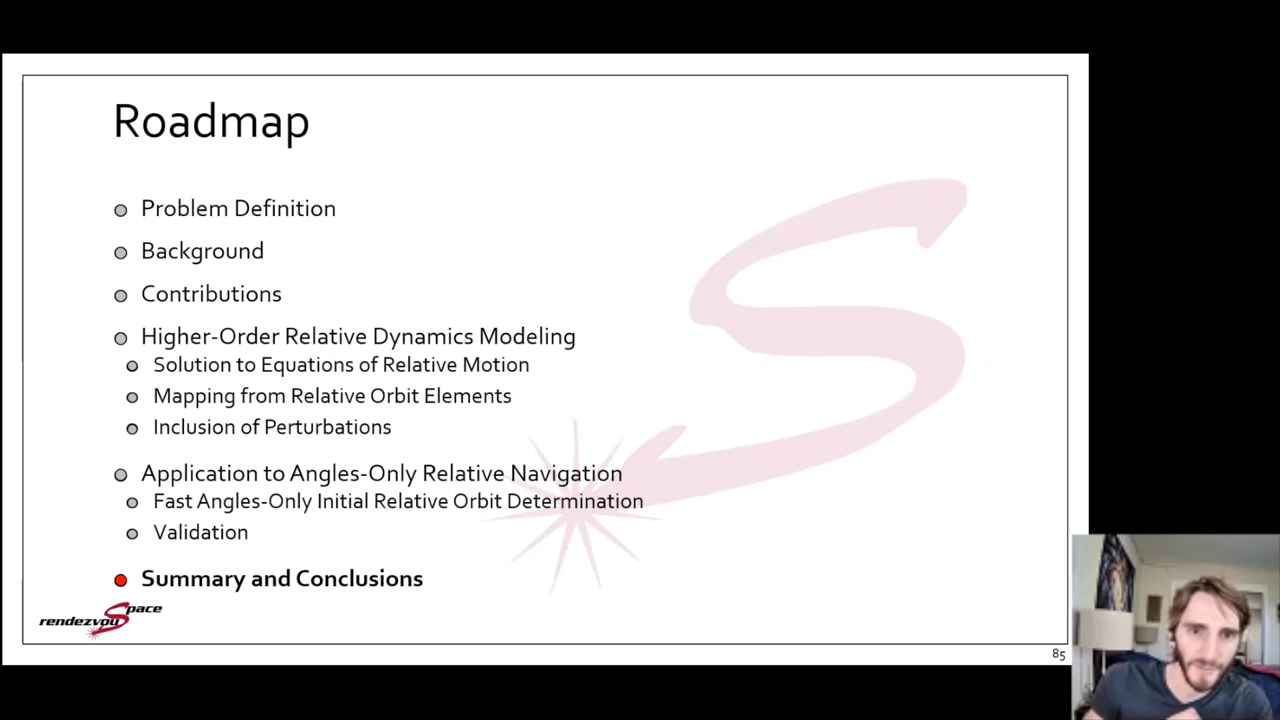 Roadmap
Problem Definition
Background
Contributions
Higher-Order Relative Dynamics Modeling
Solution to Equations of Relative Motion
Mapping from Relative Orbit Elements
Inclusion of Perturbations
Application to Angles-Only Relative Navigation
Fast Angles-Only Initial Relative Orbit Determination
Validation
Summary and Conclusions
rendezvouSpace
85